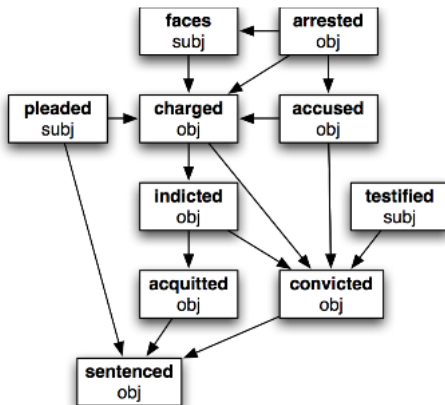 faces
subj
arrested
obj
pleaded
subj
charged
obj
accused
obj
indicted
obj
testified
subj
acquitted
obj
convicted
obj
sentenced
obj